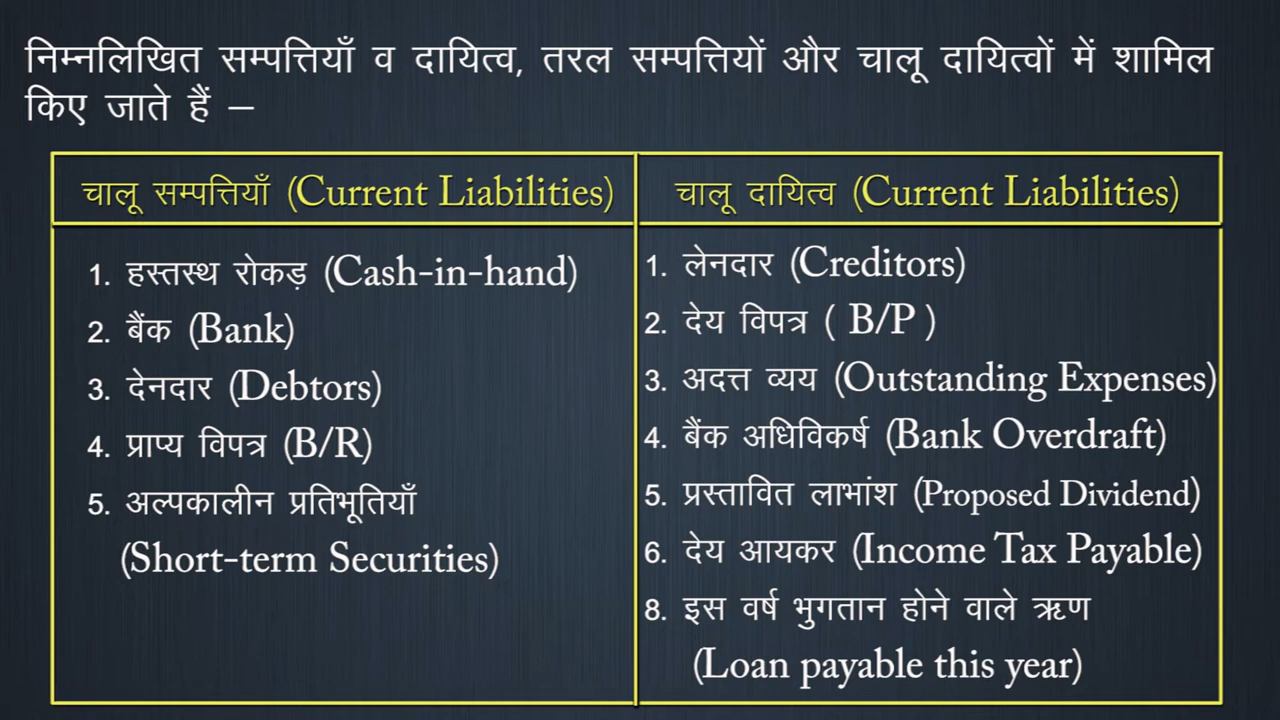 निम्नलिखित सम्पत्तियाँ व दायित्व, तरल सम्पत्तियों और चालू दायित्वों में शामिल
किए जाते हैं –
चालू सम्पत्तियाँ (Current Liabilities)
1. हस्तस्थ रोकड़ (Cash-in-hand)
2. बैंक (Bank)
3. देनदार (Debtors)
4. प्राप्य विपत्र (B/R)
5. अल्पकालीन प्रतिभूतियाँ
(Short-term Securities)
चालू दायित्व (Current Liabilities)
1. लेनदार (Creditors)
2. देय विपत्र ( B/P )
3. अदत्त व्यय (Outstanding Expenses)
4. बैंक अधिविकर्ष (Bank Overdraft)
5. प्रस्तावित लाभांश (Proposed Dividend)
6. देय आयकर (Income Tax Payable)
8. इस वर्ष भुगतान होने वाले ऋण
(Loan payable this year)